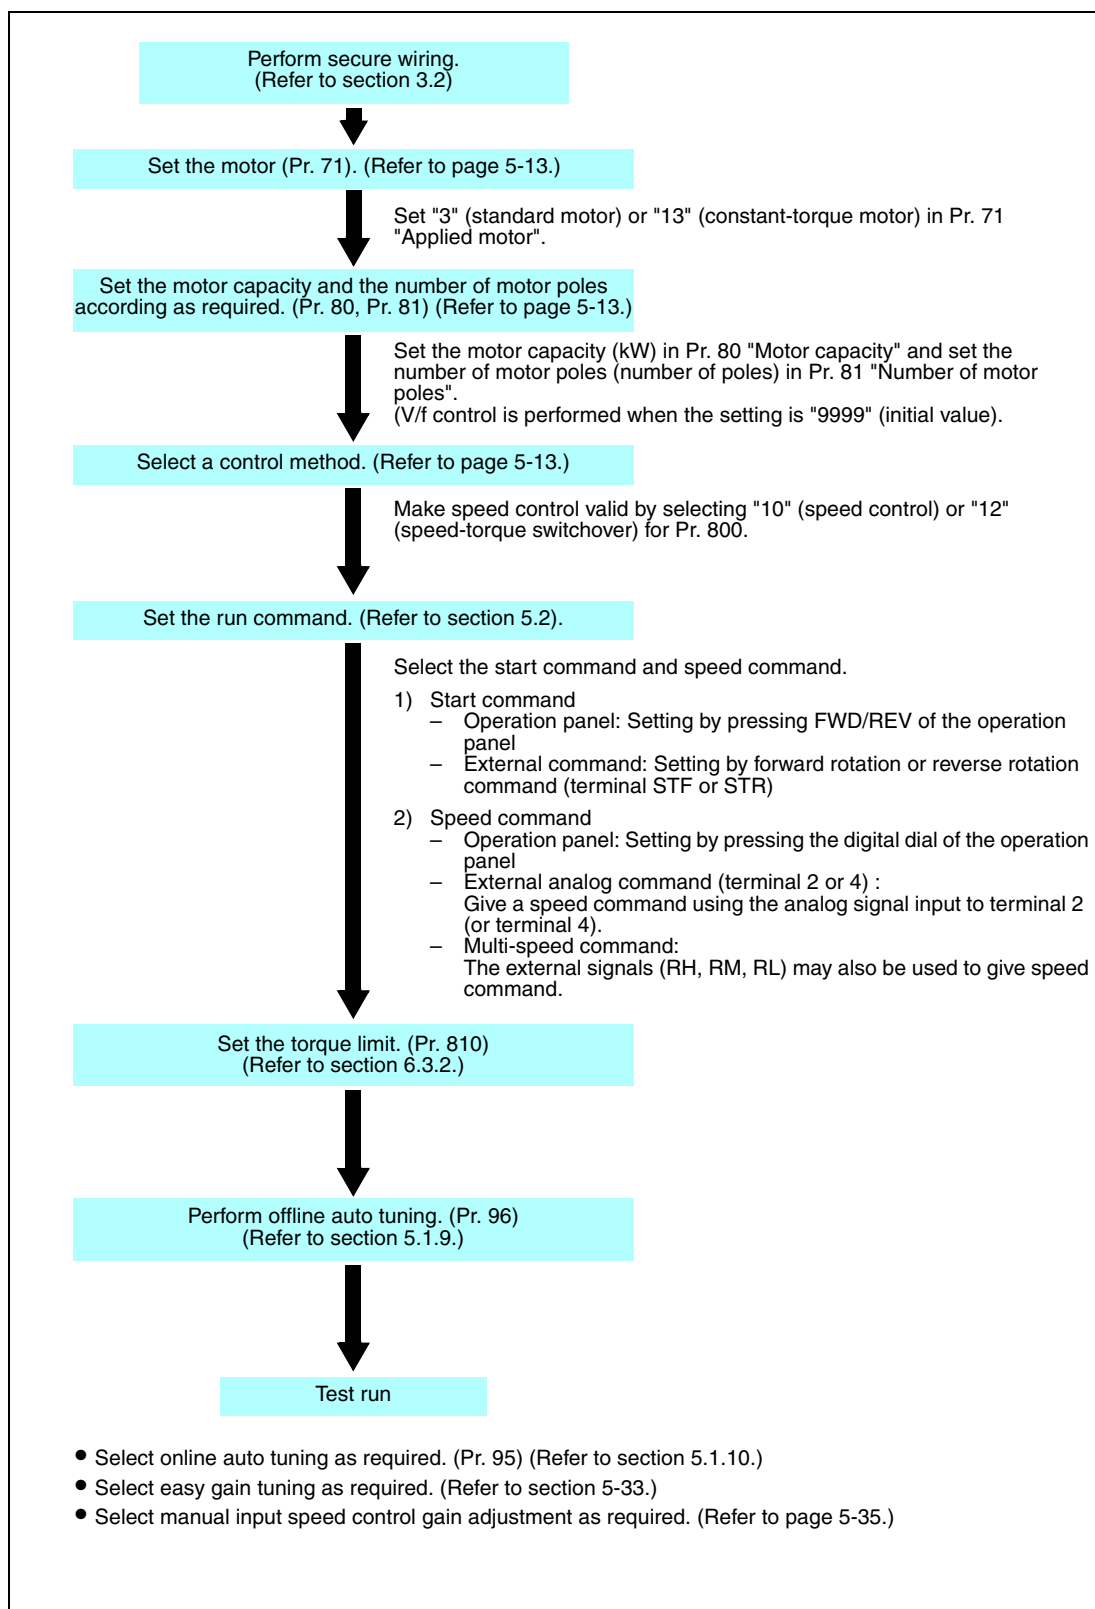 Perform secure wiring.
(Refer to section 3.2)
Set the motor (Pr. 71). (Refer to page 5-13.)
Set "3" (standard motor) or "13" (constant-torque motor) in Pr. 71
"Applied motor".
Set the motor capacity and the number of motor poles
according as required. (Pr. 80, Pr. 81) (Refer to page 5-13.)
Set the motor capacity (kW) in Pr. 80 "Motor capacity" and set the
number of motor poles (number of poles) in Pr. 81 "Number of motor
poles".
(V/f control is performed when the setting is "9999" (initial value).
Select a control method. (Refer to page 5-13.)
Make speed control valid by selecting "10" (speed control) or "12"
(speed-torque switchover) for Pr. 800.
Set the run command. (Refer to section 5.2).
Select the start command and speed command.
1) Start command
– Operation panel: Setting by pressing FWD/REV of the operation
panel
– External command: Setting by forward rotation or reverse rotation
command (terminal STF or STR)
2) Speed command
– Operation panel: Setting by pressing the digital dial of the operation
panel
– External analog command (terminal 2 or 4) :
Give a speed command using the analog signal input to terminal 2
(or terminal 4).
– Multi-speed command:
The external signals (RH, RM, RL) may also be used to give speed
command.
Set the torque limit. (Pr. 810)
(Refer to section 6.3.2.)
Perform offline auto tuning. (Pr. 96)
(Refer to section 5.1.9.)
Test run
● Select online auto tuning as required. (Pr. 95) (Refer to section 5.1.10.)
● Select easy gain tuning as required. (Refer to section 5-33.)
● Select manual input speed control gain adjustment as required. (Refer to page 5-35.)